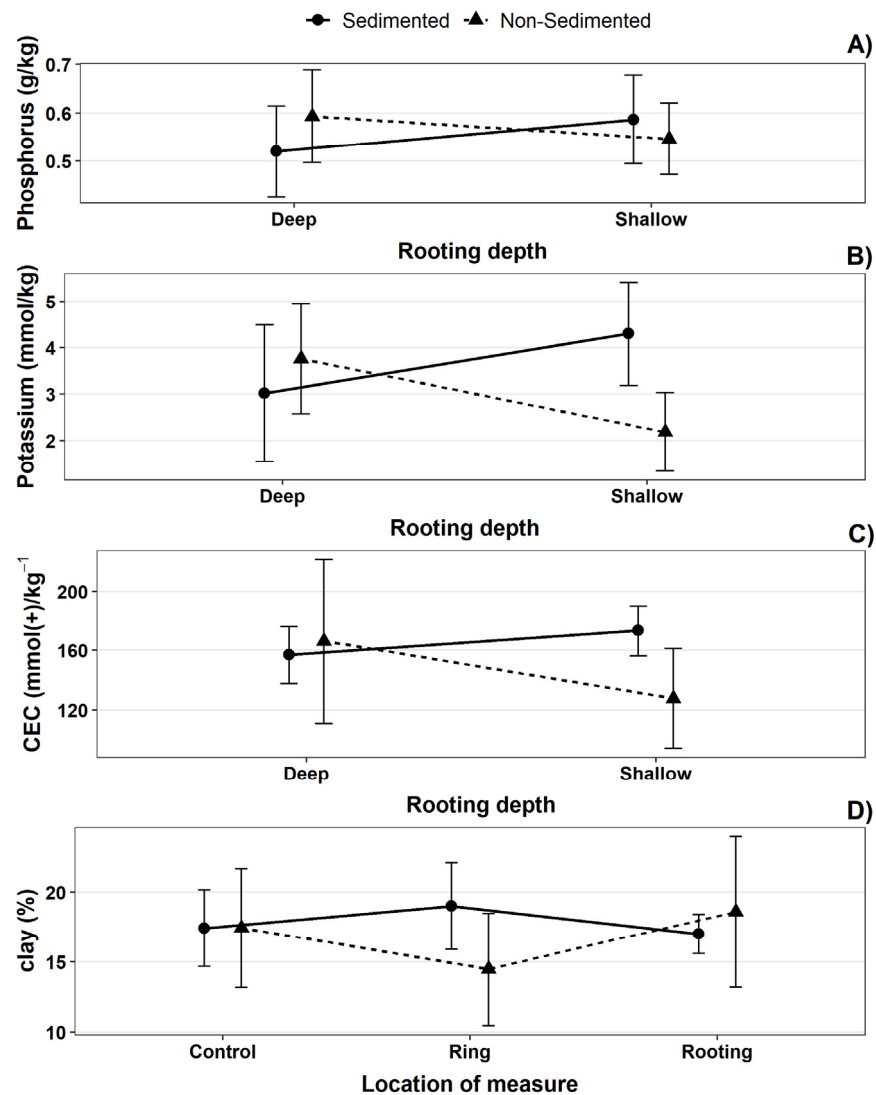 Sedimented Non-Sedimented
A)
Phosphorus (g/kg)
0.7
0.6
0.5
Deep Shallow
Rooting depth
B)
Potassium (mmol/kg)
5
4
3
2
Deep Shallow
Rooting depth
C)
CEC (mmol(+)/kg⁻¹
200
160
120
Deep Shallow
Rooting depth
D)
clay (%)
20
15
10
Control Ring Rooting
Location of measure